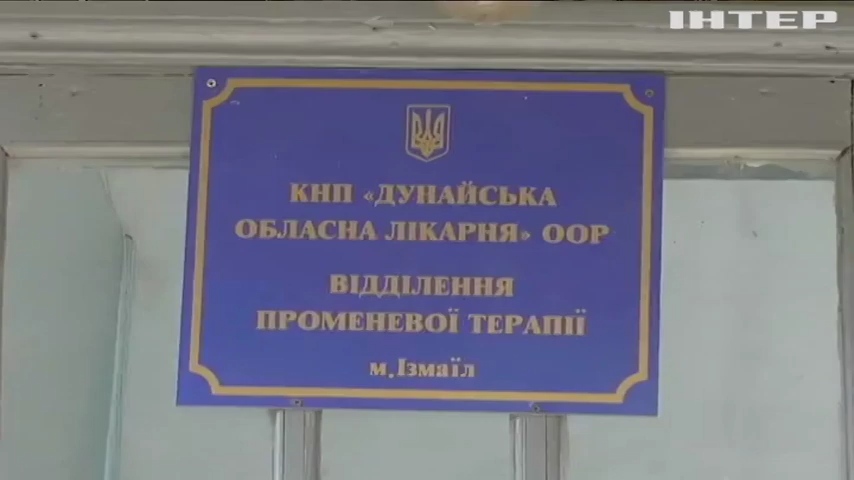 ІНТЕР
КНП «ДУНАЙСЬКА
ОБЛАСНА ЛІКАРНЯ» ООР
ВІДДІЛЕННЯ
ПРОМЕНЕВОЇ ТЕРАПІЇ
м.Ізмаїл